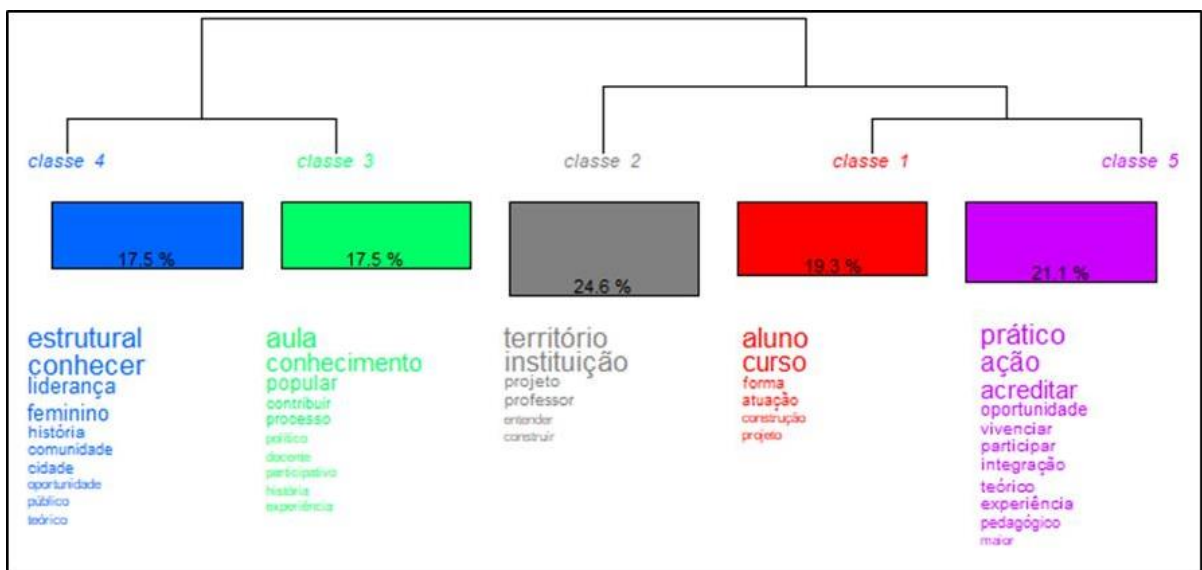 classe 4
classe 3
classe 2
classe 1
classe 5
17.5 %
17.5 %
24.6 %
19.3 %
21.1 %
estrutural
conhecer
liderança
feminino
história
comunidade
cidade
oportunidade
público
teórico
aula
conhecimento
popular
contribuir
processo
político
docente
participativo
história
experiência
território
instituição
projeto
professor
entender
construir
aluno
curso
forma
atuação
construção
projeto
prático
ação
acreditar
oportunidade
vivenciar
participar
integração
teórico
experiência
pedagógico
maior